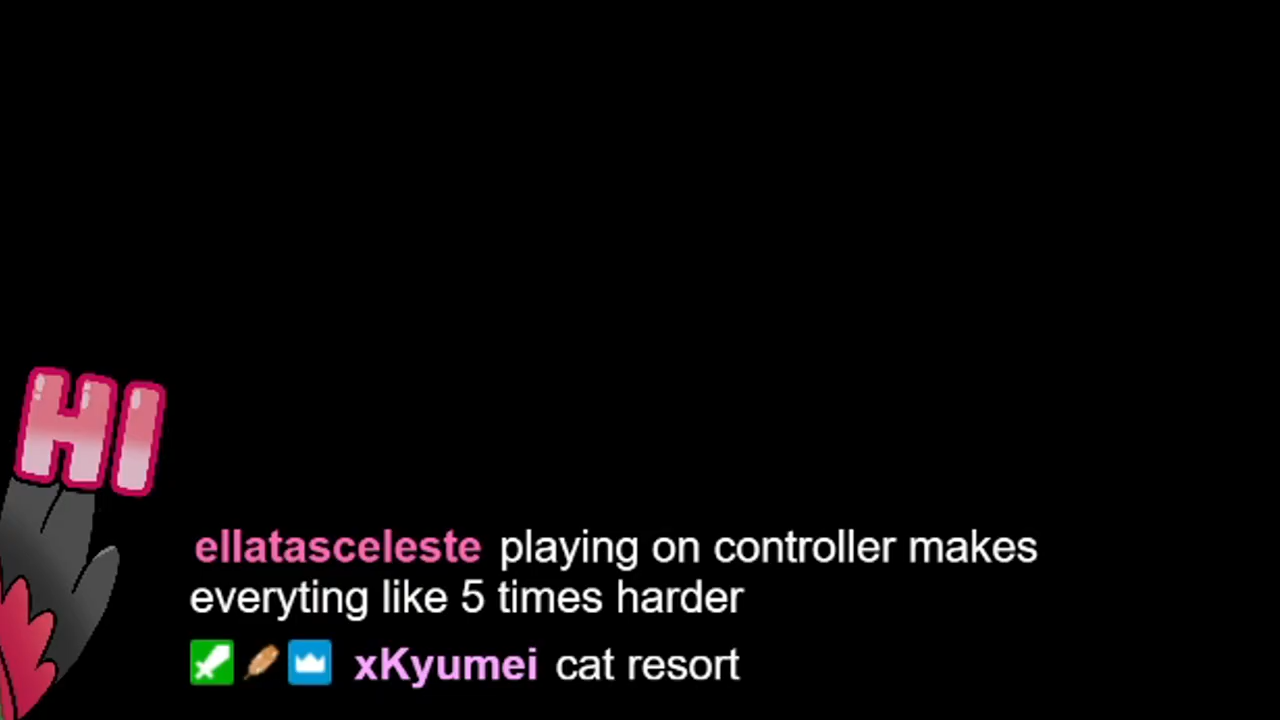 HI
ellatasceleste playing on controller makes
everyting like 5 times harder
xKyumei cat resort